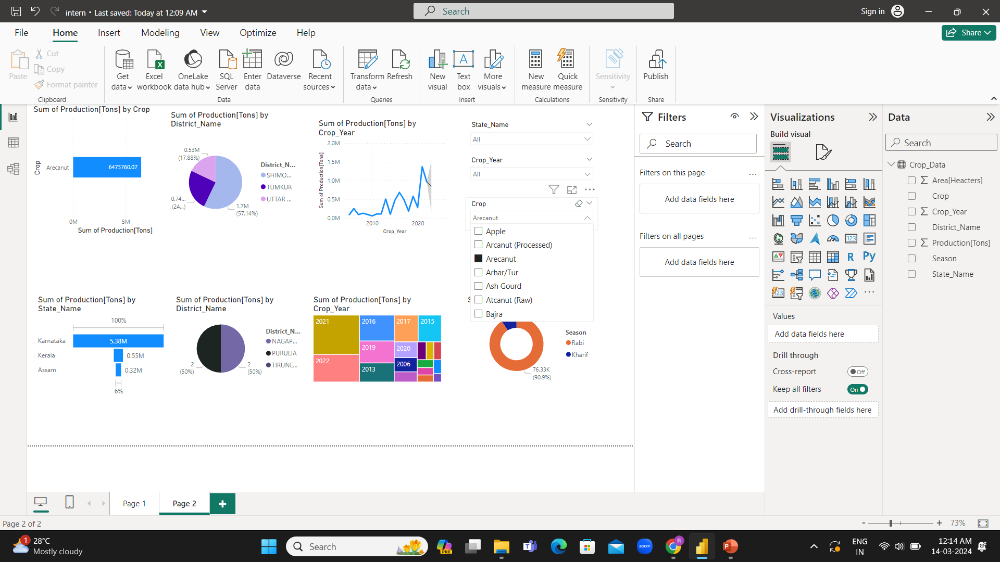 intern • Last saved: Today at 12:09 AM
Search
Sign in
File Home Insert Modeling View Optimize Help
Share
Paste
Cut
Copy
Format painter
Clipboard
Get data
Excel workbook
OneLake data hub
SQL Server
Enter data
Dataverse
Recent sources
Data
Transform data
Refresh
Queries
New visual
Text box
More visuals
Insert
New measure
Quick measure
Calculations
Sensitivity
Sensitivity
Publish
Share
Sum of Production[Tons] by Crop
Crop
Arecanut
6473760.07
0M 5M
Sum of Production[Tons]
Sum of Production[Tons] by
District_Name
0.53M
(17.88%)
0.74...
(24...)
1.7M
(57.14%)
District_N...
SHIMO...
TUMKUR
UTTAR ...
Sum of Production[Tons] by
Crop_Year
Sum of Production[Tons]
2.0M
1.5M
1.0M
0.5M
0.0M
2010 2020
Crop_Year
State_Name
All
Crop_Year
All
Crop
Arecanut
Apple
Arcanut (Processed)
Arecanut
Arhar/Tur
Ash Gourd
Atcanut (Raw)
Bajra
Sum of Production[Tons] by
State_Name
100%
Karnataka 5.38M
Kerala 0.55M
Assam 0.32M
6%
Sum of Production[Tons] by
District_Name
2
(50%)
2
(50%)
District_N...
NAGAP...
PURULIA
TIRUNE...
Sum of Production[Tons] by
Crop_Year
2021
2022
2016
2019
2013
2017
2020
2006
2015
S
76.33K
(90.9%)
Season
Rabi
Kharif
Filters
Search
Filters on this page
...
Add data fields here
Filters on all pages
...
Add data fields here
Visualizations
Build visual
123
R
Py
123
...
Values
Add data fields here
Drill through
Cross-report
Off
Keep all filters
On
Add drill-through fields here
Data
Search
Crop_Data
Area[Heacters]
Crop
Crop_Year
District_Name
Production[Tons]
Season
State_Name
Page 1
Page 2
+
Page 2 of 2
- + 73%
1
28°C
Mostly cloudy
Search
PRE
zoom
R
ENG
IN
12:14 AM
14-03-2024